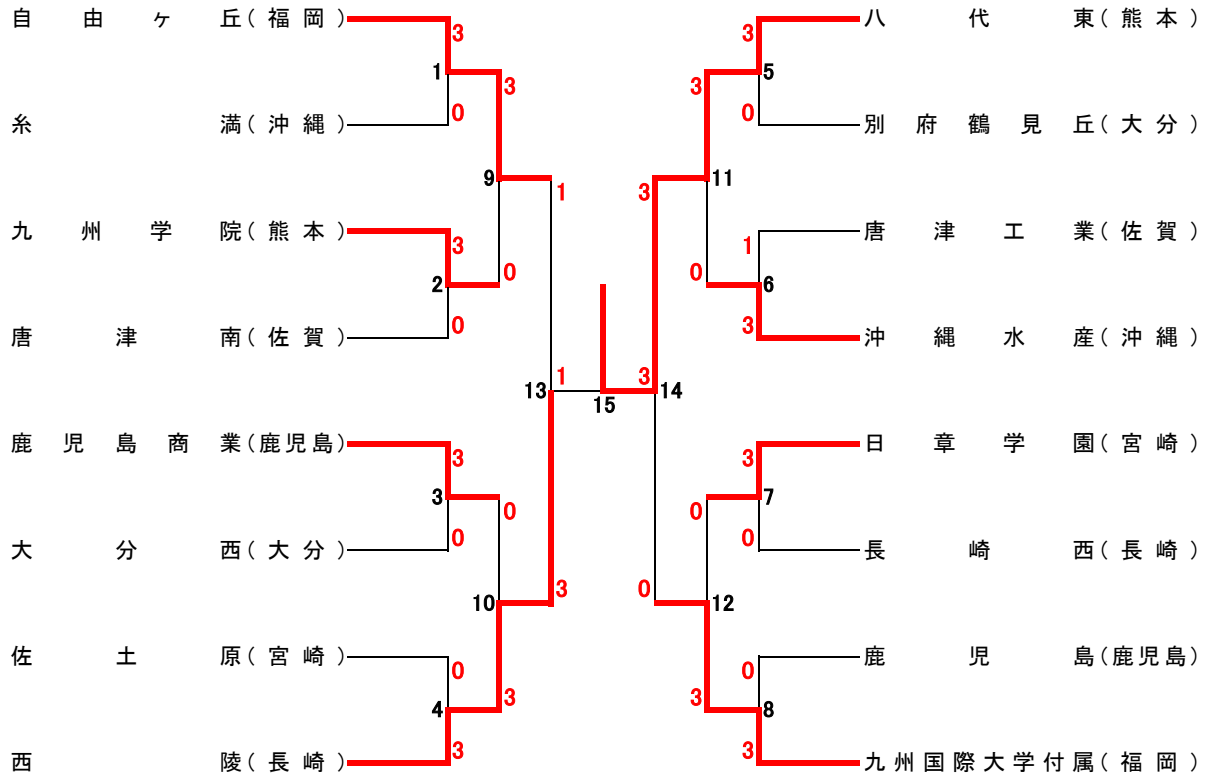 自由ヶ丘(福岡) 3 3 八代東(熊本)
1 3 3 5
糸満(沖縄) 0 0 別府鶴見丘(大分)
9 1 3 11
九州学院(熊本) 3 1 唐津工業(佐賀)
2 0 0 6
唐津南(佐賀) 0 3 沖縄水産(沖縄)
13 1 15 3 14
鹿児島商業(鹿児島) 3 3 日章学園(宮崎)
3 0 0 7
大分西(大分) 0 0 長崎西(長崎)
10 3 0 12
佐土原(宮崎) 0 0 鹿児島(鹿児島)
4 3 3 8
西陵(長崎) 3 3 九州国際大学付属(福岡)